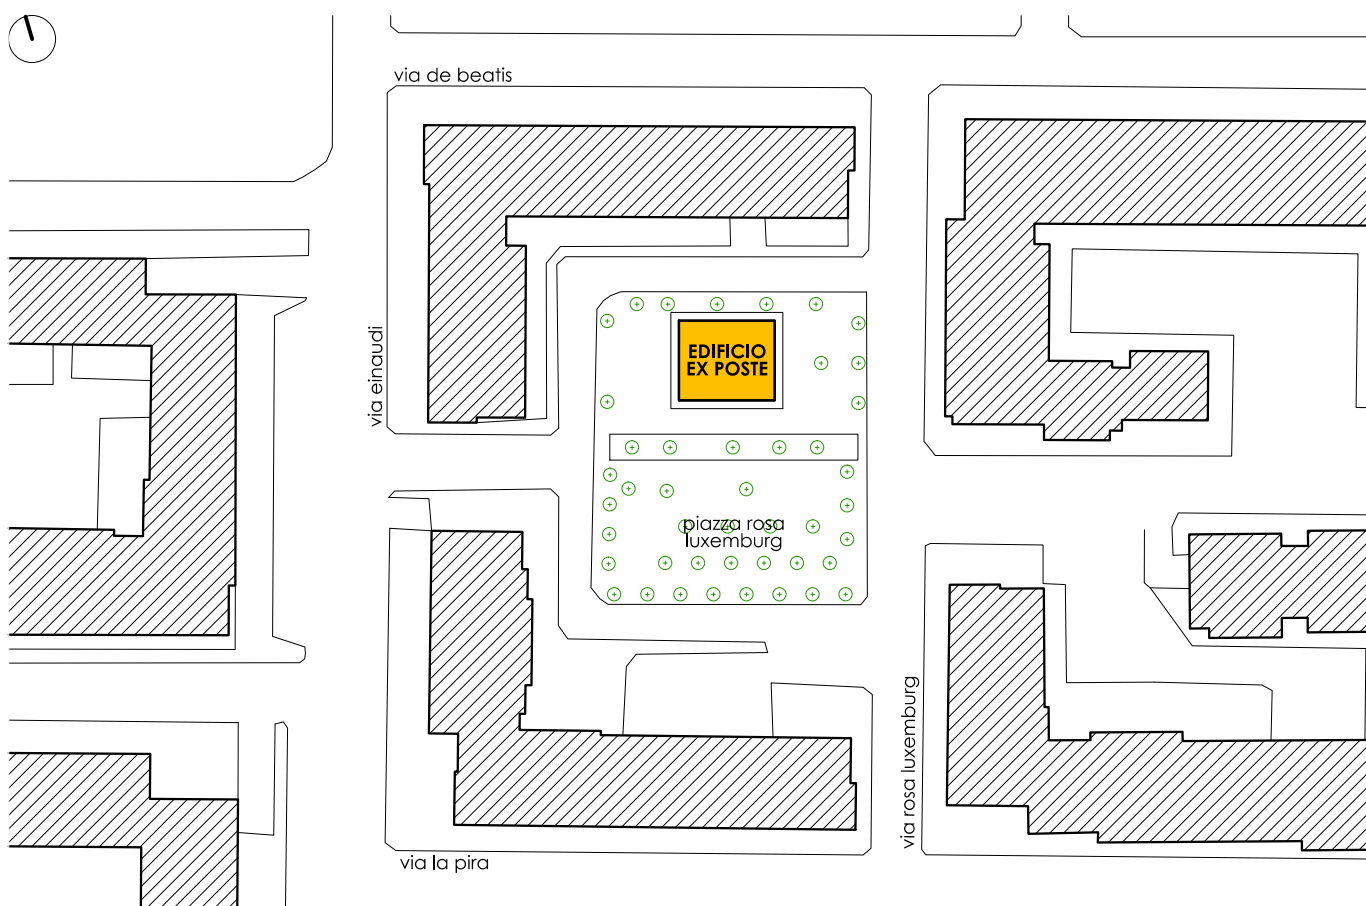 via de beatis
via einaudi
EDIFICIO
EX POSTE
piazza rosa
luxemburg
via rosa luxemburg
via la pira